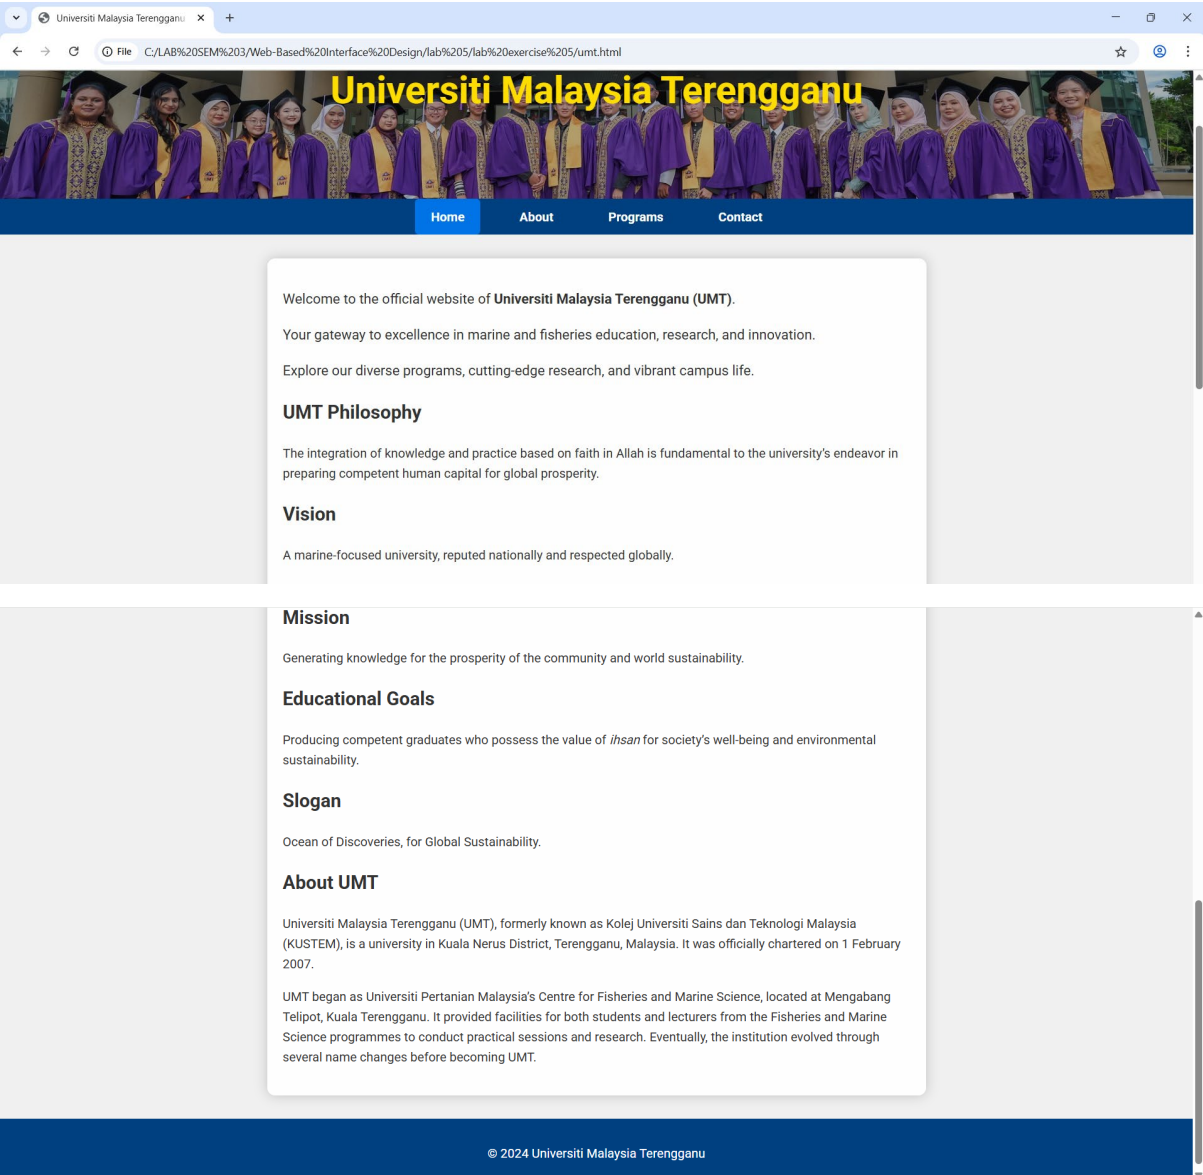 Universiti Malaysia Terengganu
File C:/LAB%20SEM%203/Web-Based%20Interface%20Design/lab%205/lab%20exercise%205/umt.html
Universiti Malaysia Terengganu
Home About Programs Contact
Welcome to the official website of Universiti Malaysia Terengganu (UMT).
Your gateway to excellence in marine and fisheries education, research, and innovation.
Explore our diverse programs, cutting-edge research, and vibrant campus life.
UMT Philosophy
The integration of knowledge and practice based on faith in Allah is fundamental to the university’s endeavor in
preparing competent human capital for global prosperity.
Vision
A marine-focused university, reputed nationally and respected globally.
Mission
Generating knowledge for the prosperity of the community and world sustainability.
Educational Goals
Producing competent graduates who possess the value of ihsan for society’s well-being and environmental
sustainability.
Slogan
Ocean of Discoveries, for Global Sustainability.
About UMT
Universiti Malaysia Terengganu (UMT), formerly known as Kolej Universiti Sains dan Teknologi Malaysia
(KUSTEM), is a university in Kuala Nerus District, Terengganu, Malaysia. It was officially chartered on 1 February
2007.
UMT began as Universiti Pertanian Malaysia’s Centre for Fisheries and Marine Science, located at Mengabang
Telipot, Kuala Terengganu. It provided facilities for both students and lecturers from the Fisheries and Marine
Science programmes to conduct practical sessions and research. Eventually, the institution evolved through
several name changes before becoming UMT.
© 2024 Universiti Malaysia Terengganu